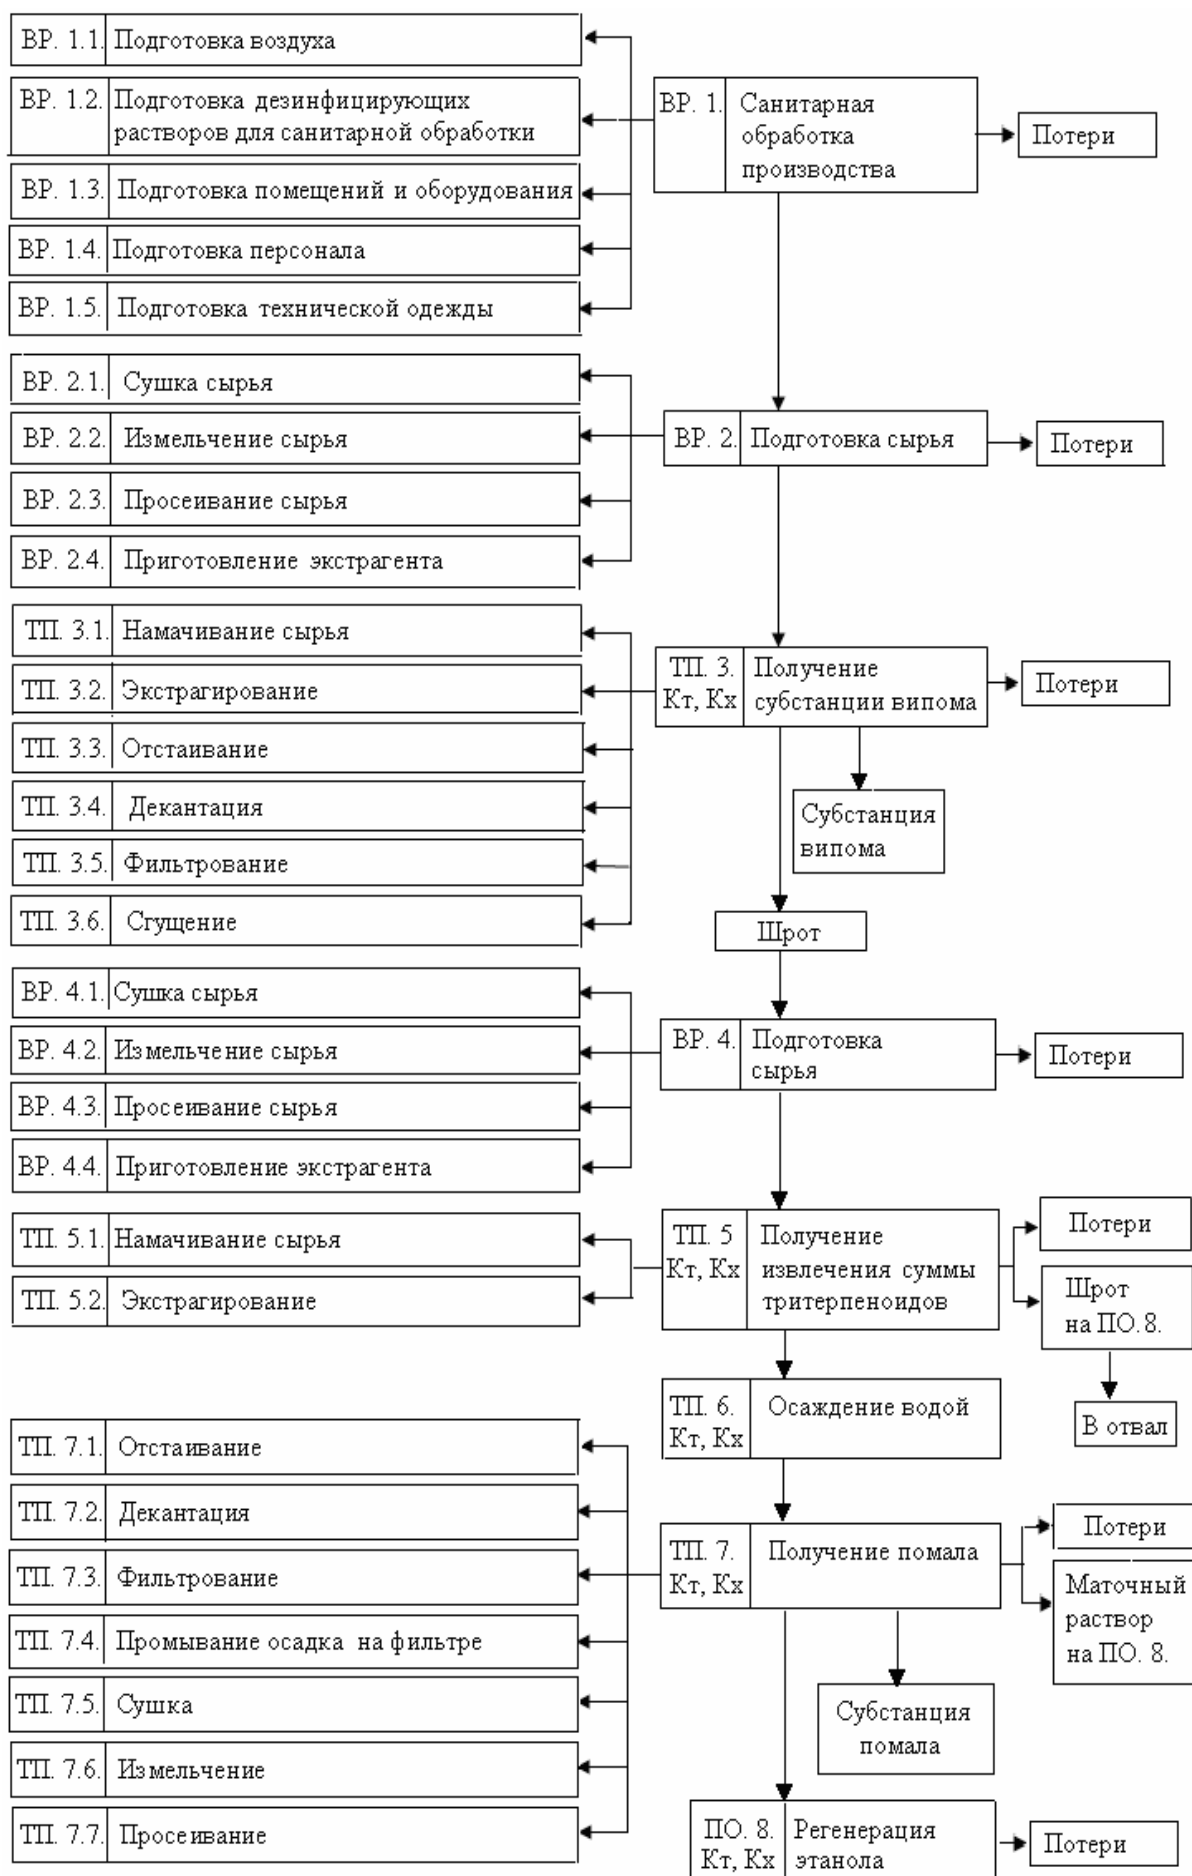 ВР. 1.1. Подготовка воздуха
ВР. 1.2. Подготовка дезинфицирующих
растворов для санитарной обработки
ВР. 1.3. Подготовка помещений и оборудования
ВР. 1.4. Подготовка персонала
ВР. 1.5. Подготовка технической одежды
ВР. 1. Санитарная
обработка
производства
Потери
ВР. 2.1. Сушка сырья
ВР. 2.2. Измельчение сырья
ВР. 2.3. Просеивание сырья
ВР. 2.4. Приготовление экстрагента
ВР. 2. Подготовка сырья
Потери
ТП. 3.1. Намачивание сырья
ТП. 3.2. Экстрагирование
ТП. 3.3. Отстаивание
ТП. 3.4. Декантация
ТП. 3.5. Фильтрование
ТП. 3.6. Сгущение
ТП. 3. Получение
Кт, Кх субстанции випома
Потери
Субстанция
випома
Шрот
ВР. 4.1. Сушка сырья
ВР. 4.2. Измельчение сырья
ВР. 4.3. Просеивание сырья
ВР. 4.4. Приготовление экстрагента
ВР. 4. Подготовка
сырья
Потери
ТП. 5.1. Намачивание сырья
ТП. 5.2. Экстрагирование
ТП. 5 Получение
Кт, Кх извлечения суммы
тритерпеноидов
Потери
Шрот
на ПО. 8.
В отвал
ТП. 6. Осаждение водой
Кт, Кх
ТП. 7.1. Отстаивание
ТП. 7.2. Декантация
ТП. 7.3. Фильтрование
ТП. 7.4. Промывание осадка на фильтре
ТП. 7.5. Сушка
ТП. 7.6. Измельчение
ТП. 7.7. Просеивание
ТП. 7. Получение помала
Кт, Кх
Потери
Маточный
раствор
на ПО. 8.
Субстанция
помала
ПО. 8. Регенерация
Кт, Кх этанола
Потери